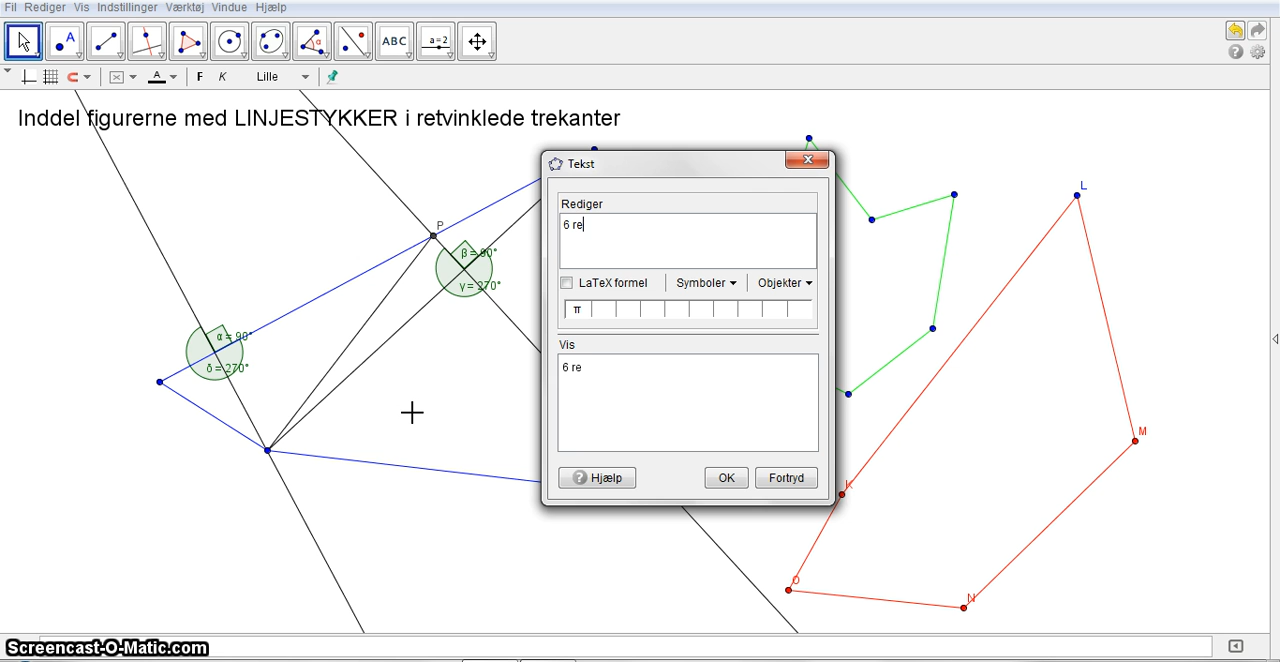 Fil Rediger Vis Indstillinger Værktøj Vindue Hjælp
A ABC a = 2
A F K Lille
Inddel figurerne med LINJESTYKKER i retvinklede trekanter
Tekst
Rediger
6 re
LaTeX formel Symboler Objekter
π
Vis
6 re
Hjælp OK Fortryd
P
β = 90°
γ = 270°
α = 90°
δ = 270°
L
M
K
O
N
Screencast-O-Matic.com